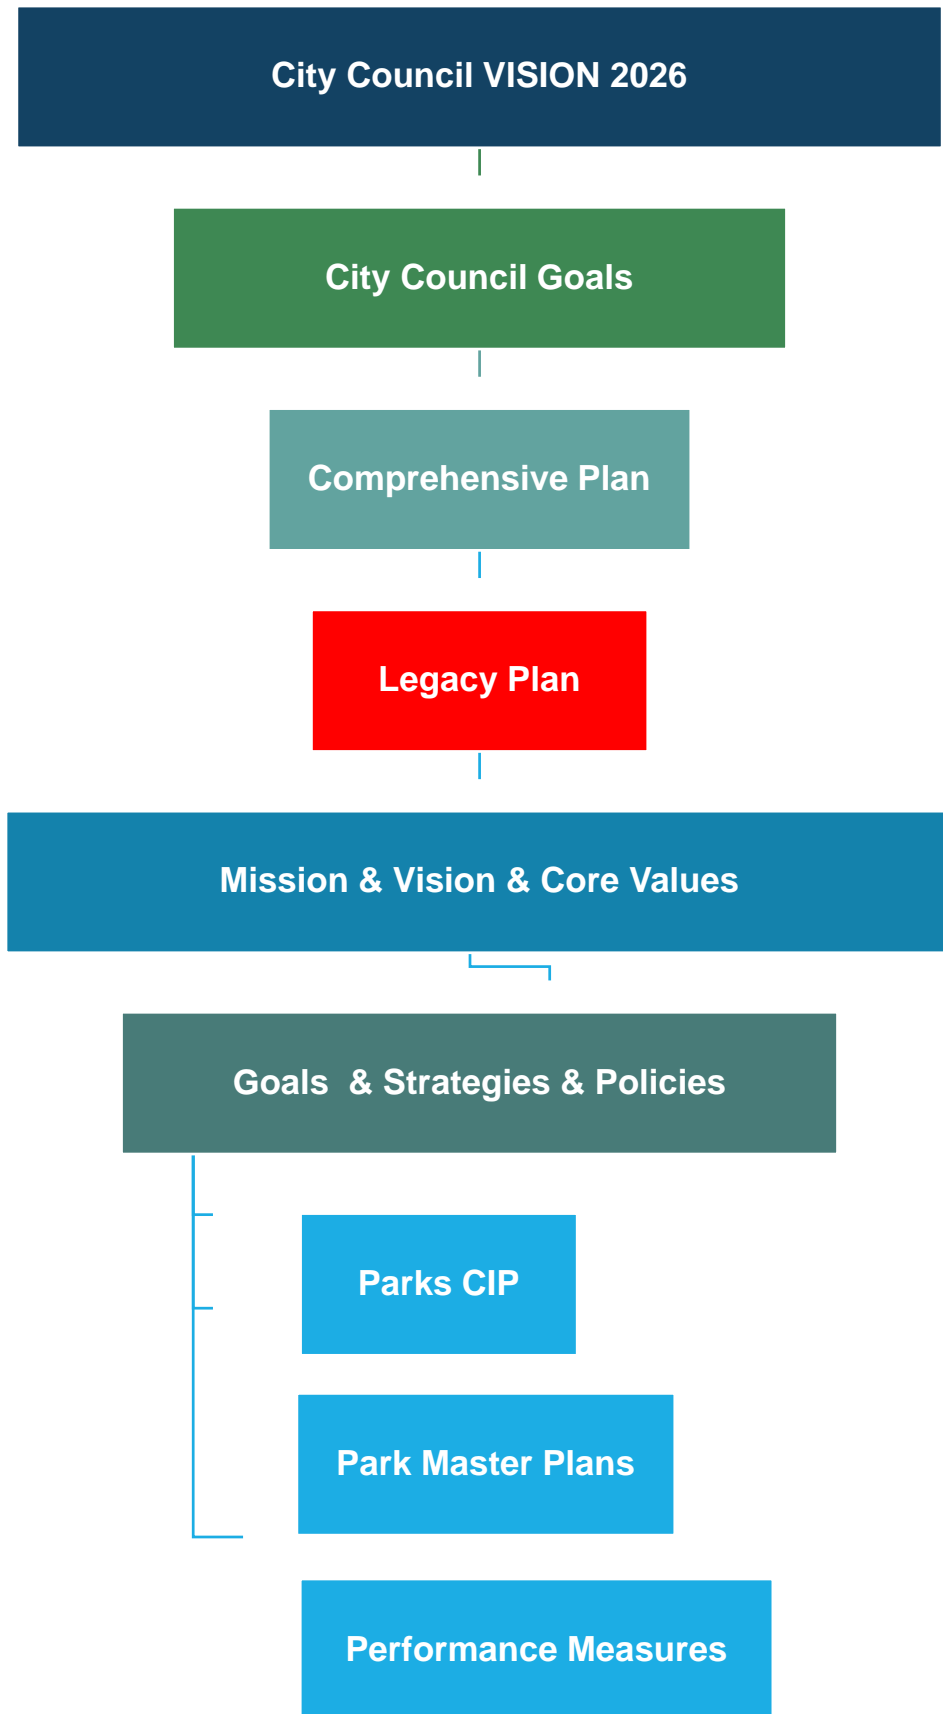 City Council VISION 2026
City Council Goals
Comprehensive Plan
Legacy Plan
Mission & Vision & Core Values
Goals  & Strategies & Policies
Parks CIP
Park Master Plans
Performance Measures